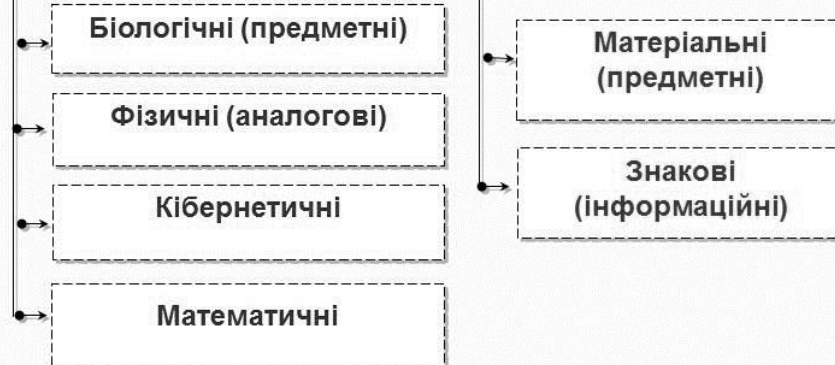 Біологічні (предметні)
Фізичні (аналогові)
Кібернетичні
Математичні
Матеріальні
(предметні)
Знакові
(інформаційні)